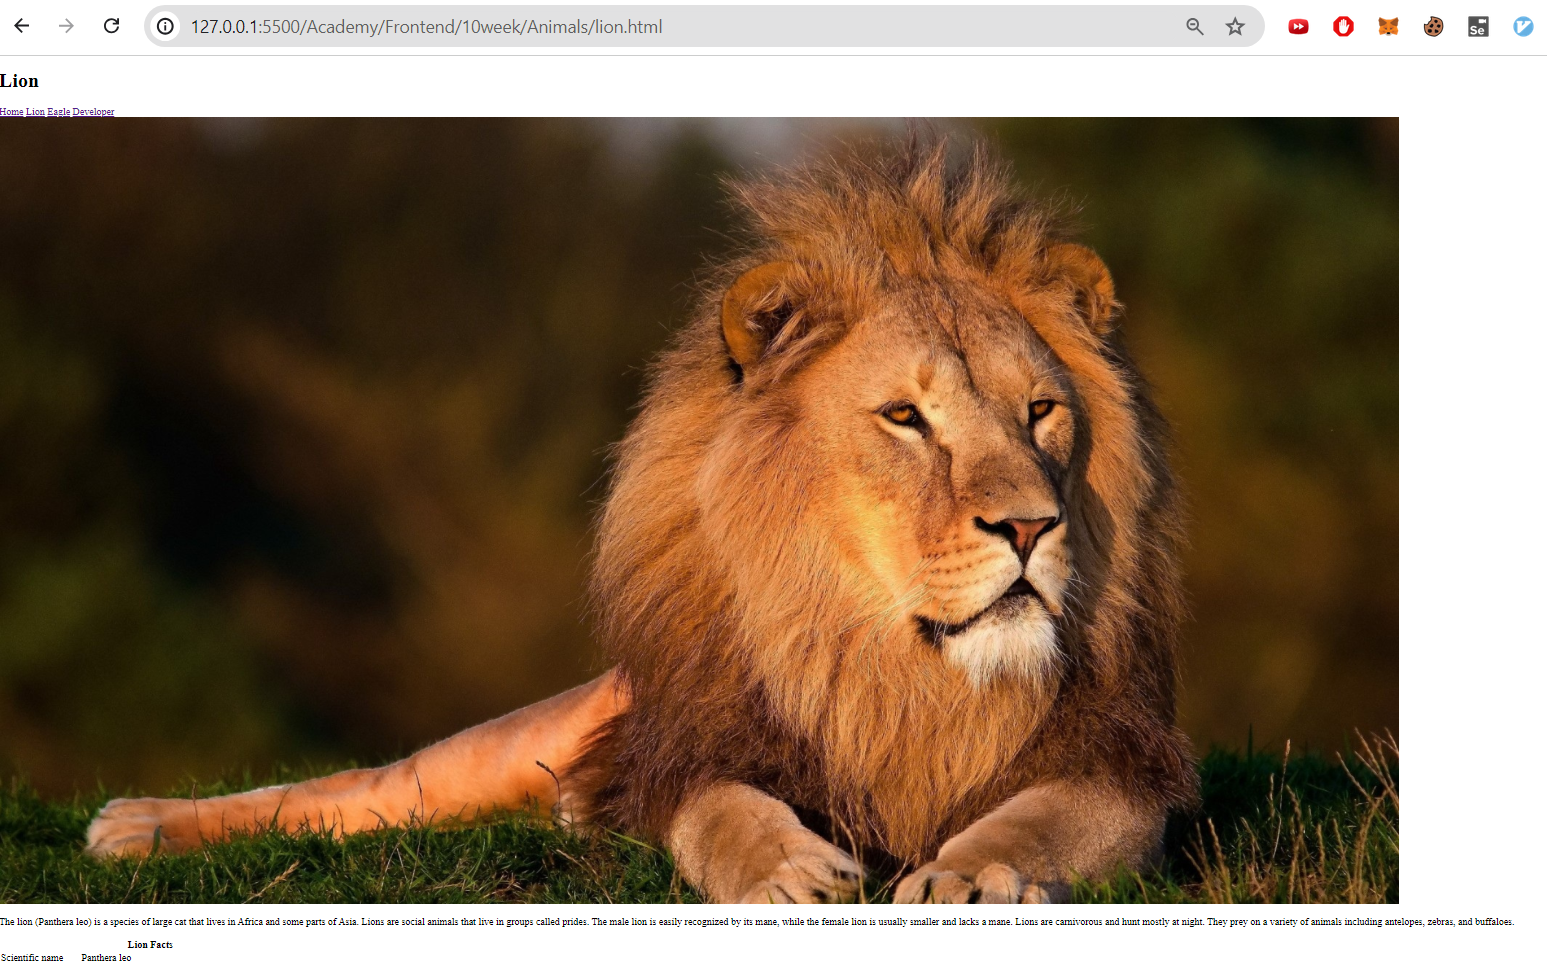 127.0.0.1:5500/Academy/Frontend/10week/Animals/lion.html
Se
Lion
Home Lion Eagle Developer
The lion (Panthera leo) is a species of large cat that lives in Africa and some parts of Asia. Lions are social animals that live in groups called prides. The male lion is easily recognized by its mane, while the female lion is usually smaller and lacks a mane. Lions are carnivorous and hunt mostly at night. They prey on a variety of animals including antelopes, zebras, and buffaloes.
Lion Facts
Scientific name Panthera leo